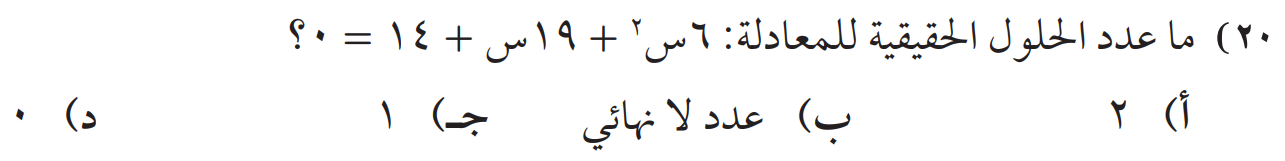 ٢٠) ما عدد الحلول الحقيقية للمعادلة: ٦س٢ + ١٩س + ١٤ = ٠؟
أ) ٢ ب) عدد لا نهائي جـ) ١ د) ٠